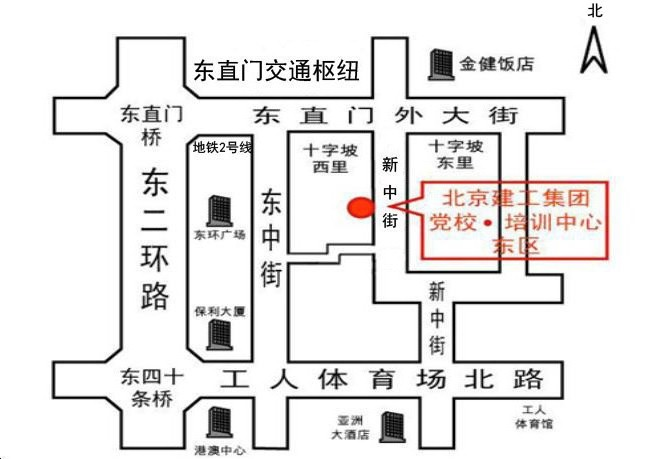 北
金健饭店
东直门交通枢纽
东直门
桥
东直门外大街
地铁2号线
十字坡
西里
新中街
十字坡
东里
东二环路
东中街
北京建工集团
党校·培训中心
东区
东环广场
新中街
保利大厦
东四十
条桥
工人体育场北路
港澳中心
亚洲
大酒店
工人
体育馆